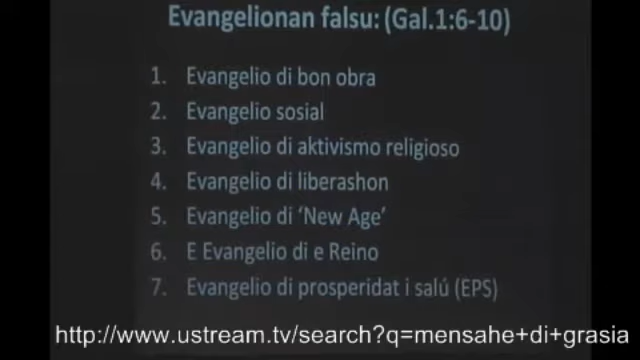 Evangelionan falsu: (Gal.1:6-10)
1. Evangelio di bon obra
2. Evangelio sosial
3. Evangelio di aktivismo religioso
4. Evangelio di liberashon
5. Evangelio di ‘New Age’
6. E Evangelio di e Reino
7. Evangelio di prosperidat i salú (EPS)
http://www.ustream.tv/search?q=mensahe+di+grasia